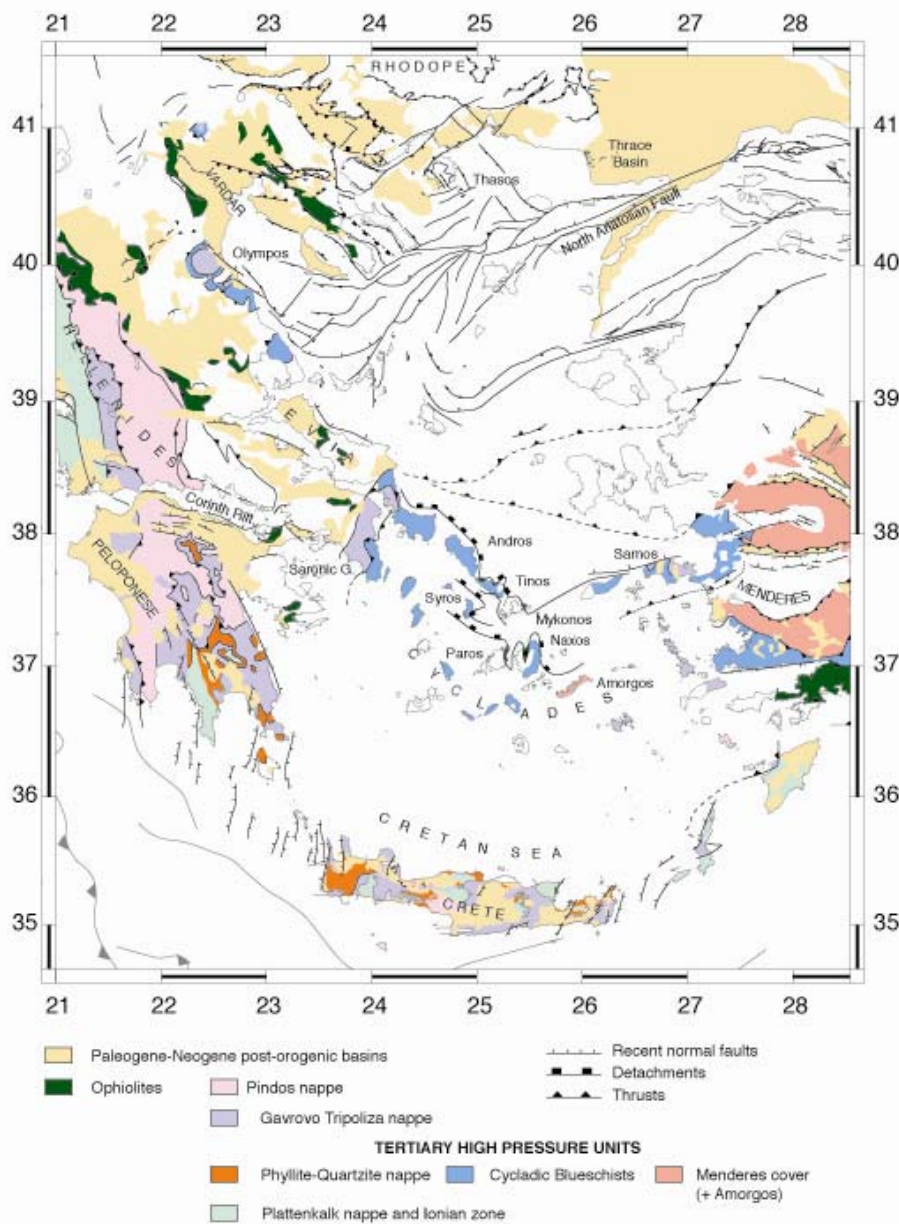 21 22 23 24 25 26 27 28
RHODOPE
41 41
Thrace
Basin
Thasos
VARDAR
North Anatolian Fault
Olympos
40 40
HELLENIDES
39 39
EVIA
Corinth Rift
38 38
Andros
PELOPONESE
Saronic G.
Samos
Tinos
MENDERES
Syros
Mykonos
Naxos
Paros
37 37
Amorgos
CYCLADES
36 36
CRETAN SEA
CRETE
35 35
21 22 23 24 25 26 27 28
Paleogene-Neogene post-orogenic basins
Recent normal faults
Detachments
Ophiolites
Pindos nappe
Thrusts
Gavrovo Tripoliza nappe
TERTIARY HIGH PRESSURE UNITS
Phyllite-Quartzite nappe
Cycladic Blueschists
Menderes cover
(+ Amorgos)
Plattenkalk nappe and Ionian zone